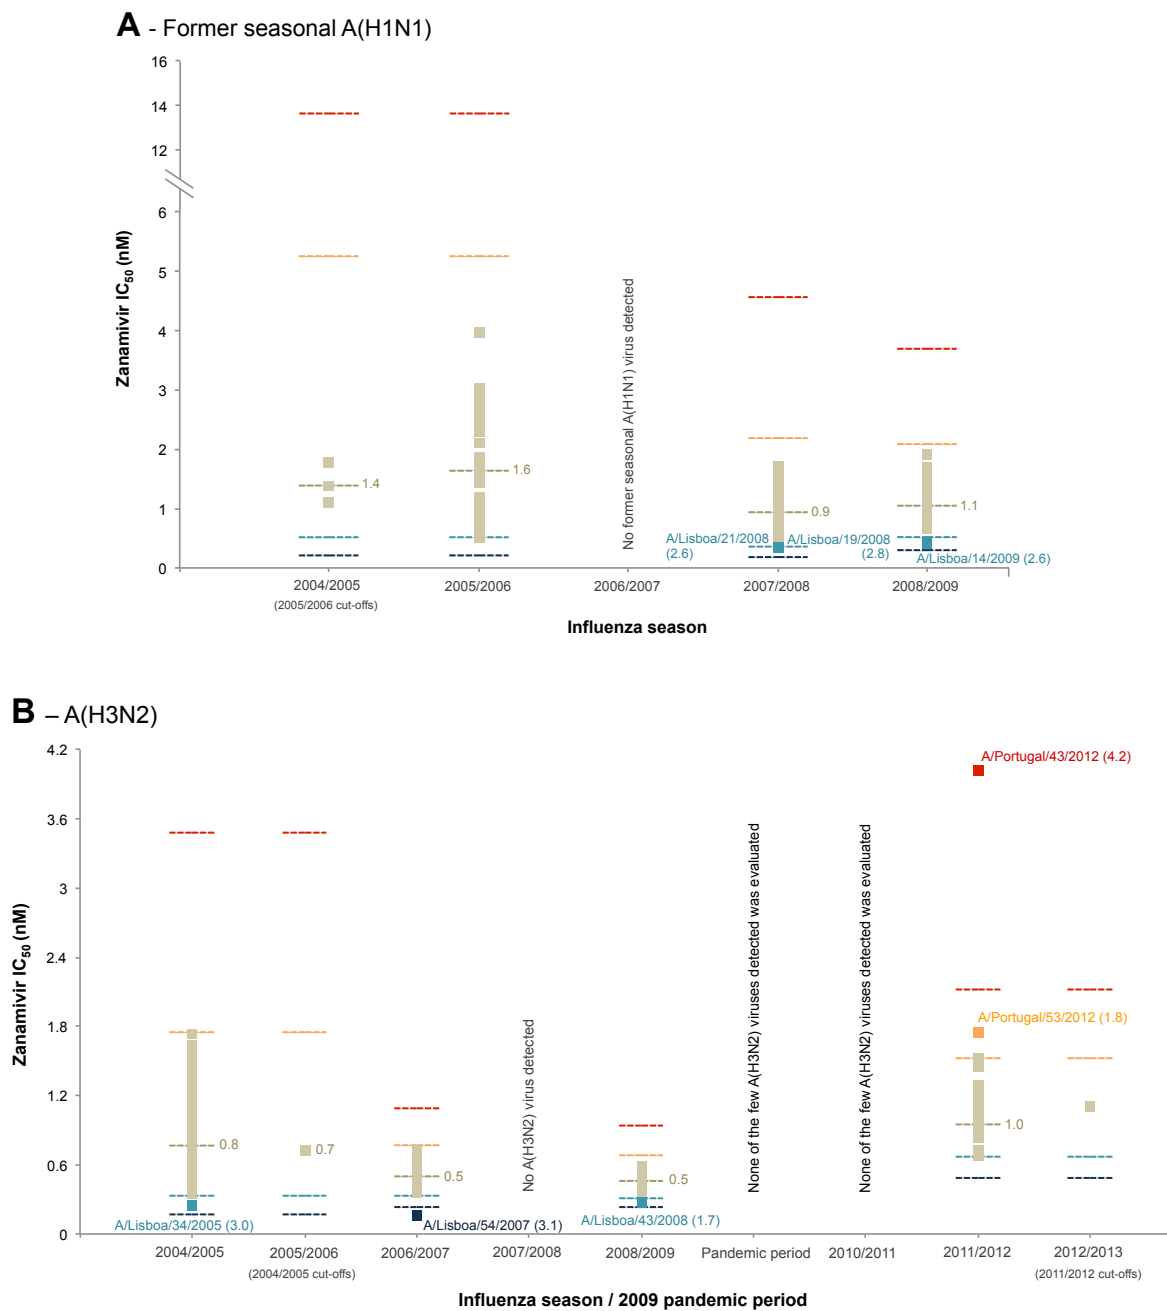 A - Former seasonal A(H1N1)
16
14
12
6
5
4
3
2
1
0
Zanamivir IC50 (nM)
1.4
1.6
No former seasonal A(H1N1) virus detected
0.9
1.1
A/Lisboa/21/2008
(2.6)
A/Lisboa/19/2008
(2.8)
A/Lisboa/14/2009 (2.6)
2004/2005
(2005/2006 cut-offs)
2005/2006
2006/2007
2007/2008
2008/2009
Influenza season
B – A(H3N2)
4.2
3.6
3
2.4
1.8
1.2
0.6
0
Zanamivir IC50 (nM)
A/Portugal/43/2012 (4.2)
A/Portugal/53/2012 (1.8)
0.8
0.7
0.5
No A(H3N2) virus detected
0.5
None of the few A(H3N2) viruses detected was evaluated
None of the few A(H3N2) viruses detected was evaluated
1.0
A/Lisboa/34/2005 (3.0)
A/Lisboa/54/2007 (3.1)
A/Lisboa/43/2008 (1.7)
2004/2005
2005/2006
(2004/2005 cut-offs)
2006/2007
2007/2008
2008/2009
Pandemic period
2010/2011
2011/2012
2012/2013
(2011/2012 cut-offs)
Influenza season / 2009 pandemic period